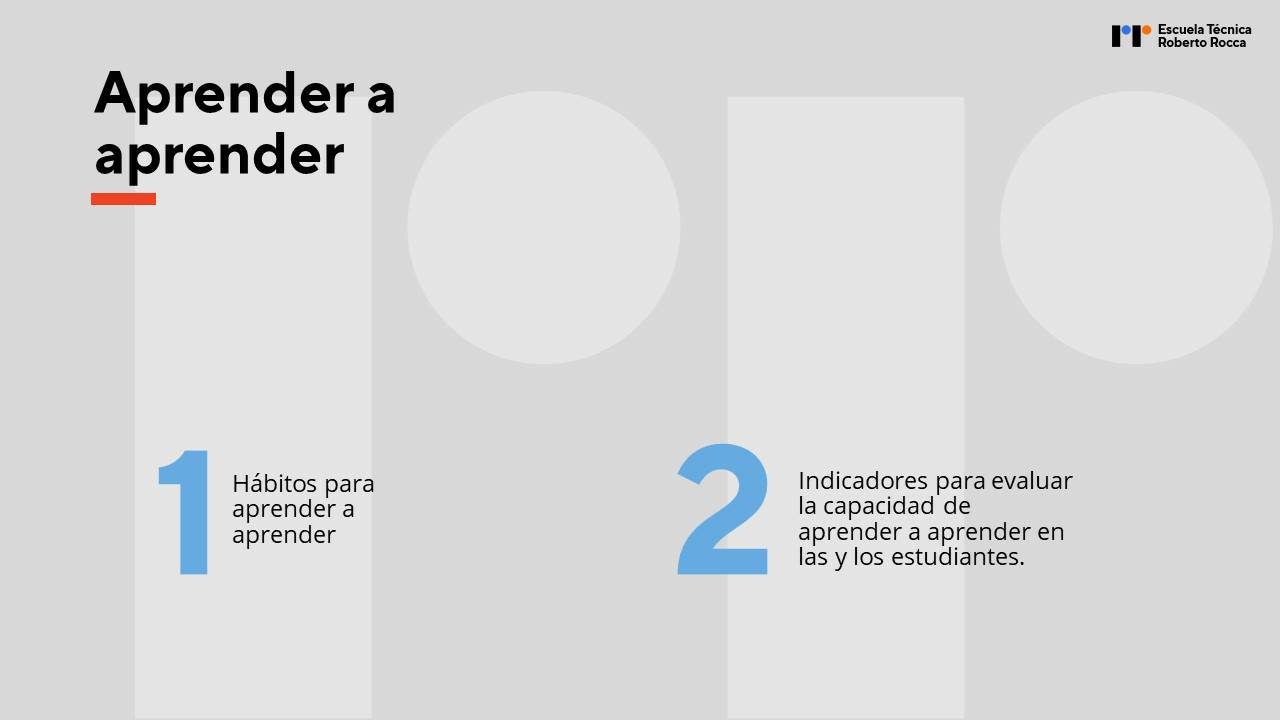 Escuela Técnica
Roberto Rocca
Aprender a
aprender
1
Hábitos para
aprender a
aprender
2
Indicadores para evaluar
la capacidad de
aprender a aprender en
las y los estudiantes.